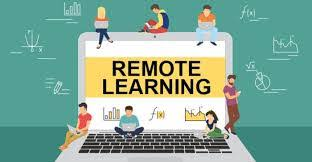 f(x)
REMOTE
LEARNING
f(x)